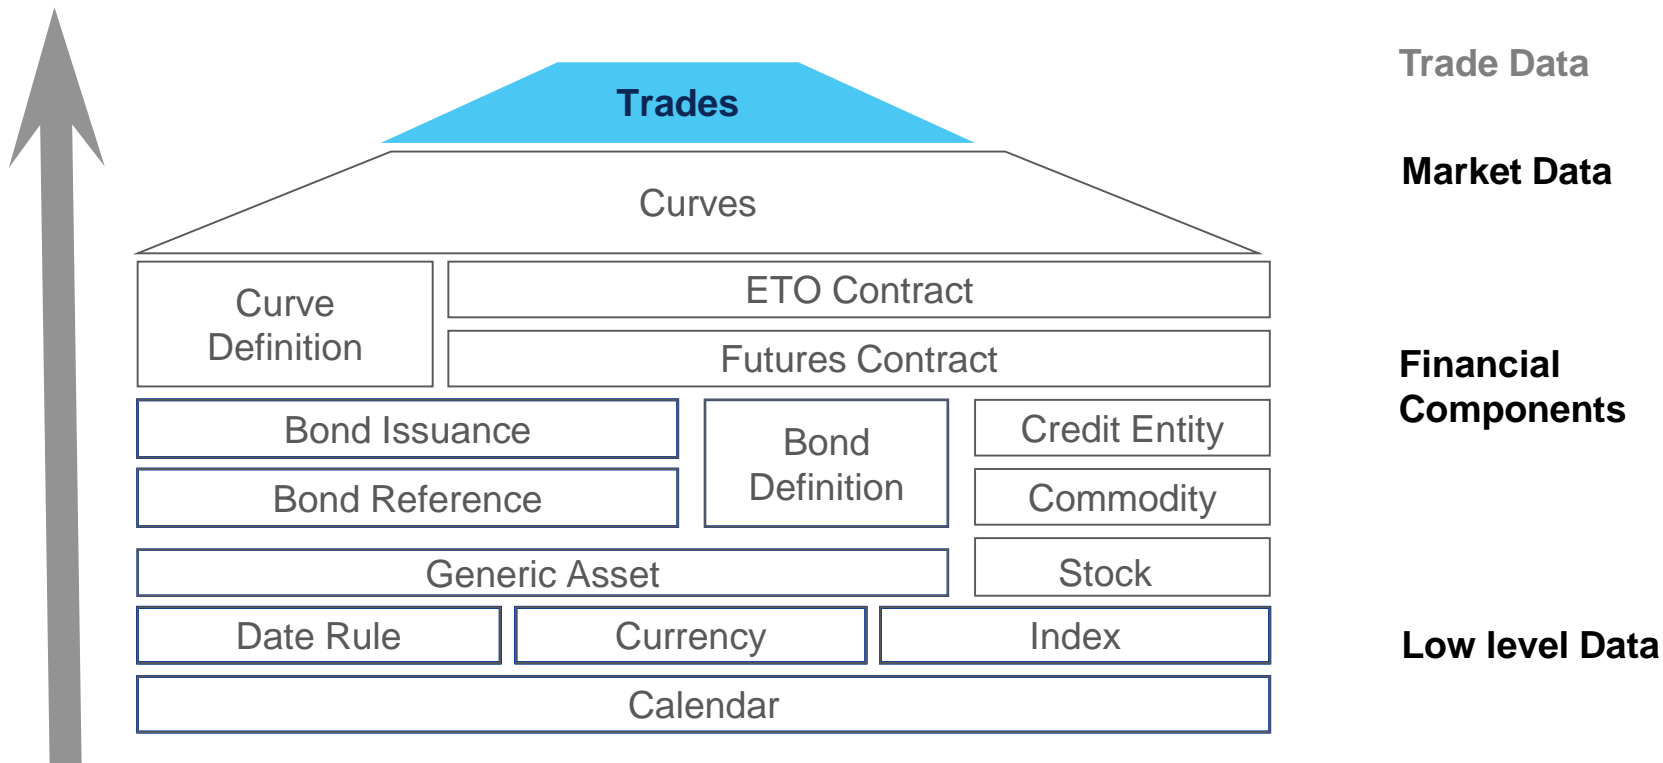 Trade Data
Trades
Market Data
Curves
Curve
Definition
ETO Contract
Futures Contract
Financial
Components
Bond Issuance
Bond
Definition
Credit Entity
Bond Reference
Commodity
Generic Asset
Stock
Date Rule
Currency
Index
Low level Data
Calendar